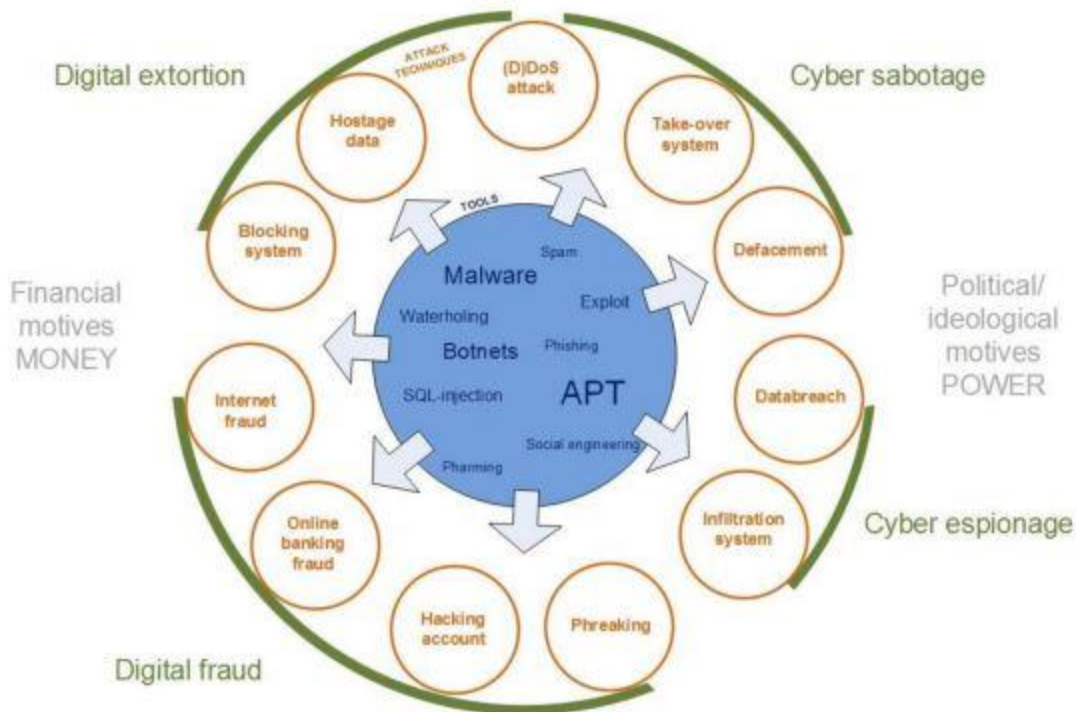 Digital extortion
ATTACK
TECHNIQUES
(D)DoS
attack
Cyber sabotage
Hostage
data
Take-over
system
Blocking
system
TOOLS
Defacement
Financial
motives
MONEY
Political/
ideological
motives
POWER
Spam
Malware
Exploit
Waterholing
Botnets
Phishing
SQL-injection
APT
Social engineering
Pharming
Internet
fraud
Databreach
Online
banking
fraud
Infiltration
system
Cyber espionage
Hacking
account
Phreaking
Digital fraud